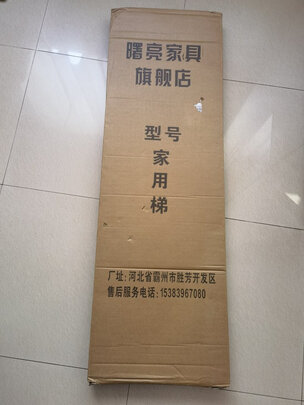 曙亮家具
旗舰店
型号
家
用
梯
厂址:河北省霸州市胜芳开发区
售后服务电话:15383967080